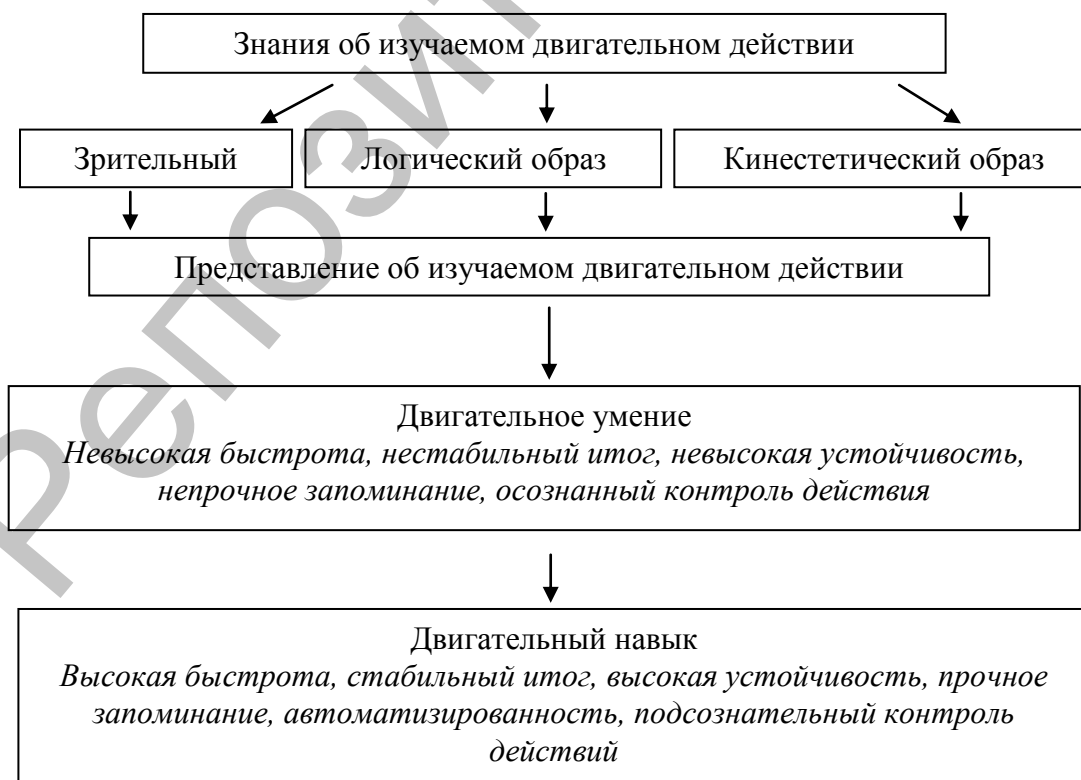 Знания об изучаемом двигательном действии
Зрительный
Логический образ
Кинестетический образ
Представление об изучаемом двигательном действии
Двигательное умение
Невысокая быстрота, нестабильный итог, невысокая устойчивость,
непрочное запоминание, осознанный контроль действия
Двигательный навык
Высокая быстрота, стабильный итог, высокая устойчивость, прочное
запоминание, автоматизированность, подсознательный контроль
действий
Репозит